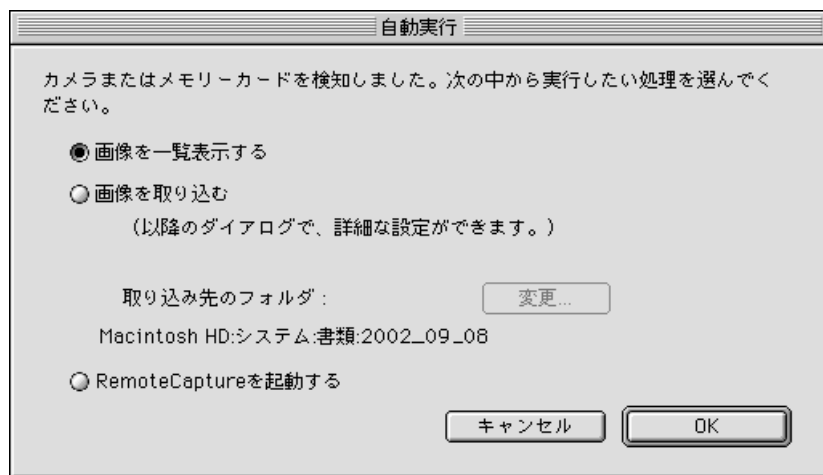 自動実行
カメラまたはメモリーカードを検知しました。次の中から実行したい処理を選んでく
ださい。
画像を一覧表示する
画像を取り込む
(以降のダイアログで、詳細な設定ができます。)
取り込み先のフォルダ : 変更...
Macintosh HD:システム:書類:2002_09_08
RemoteCaptureを起動する
キャンセル OK